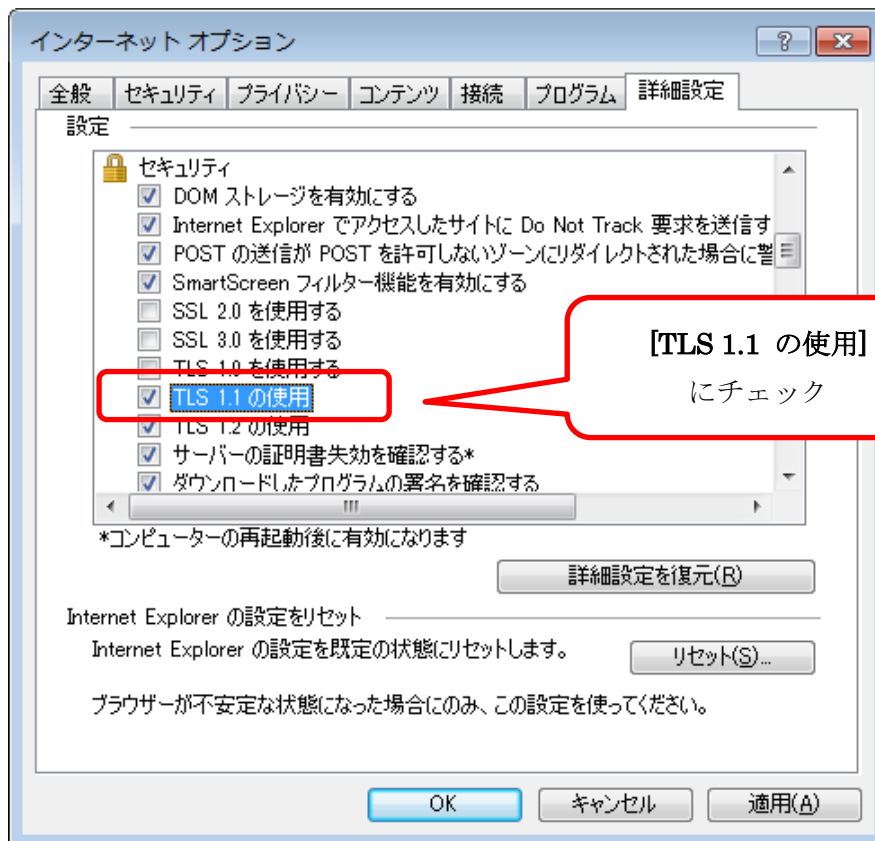 インターネット オプション
全般 セキュリティ プライバシー コンテンツ 接続 プログラム 詳細設定
設定
セキュリティ
DOM ストレージを有効にする
Internet Explorer でアクセスしたサイトに Do Not Track 要求を送信す
POST の送信が POST を許可しないゾーンにリダイレクトされた場合に警
SmartScreen フィルター機能を有効にする
SSL 2.0 を使用する
SSL 3.0 を使用する
TLS 1.0 を使用する
TLS 1.1 の使用
TLS 1.2 の使用
サーバーの証明書失効を確認する*
ダウンロードしたプログラムの署名を確認する
[TLS 1.1 の使用]
にチェック
*コンピューターの再起動後に有効になります
詳細設定を復元(R)
Internet Explorer の設定をリセット
Internet Explorer の設定を既定の状態にリセットします。
リセット(S)...
ブラウザーが不安定な状態になった場合にのみ、この設定を使ってください。
OK キャンセル 適用(A)